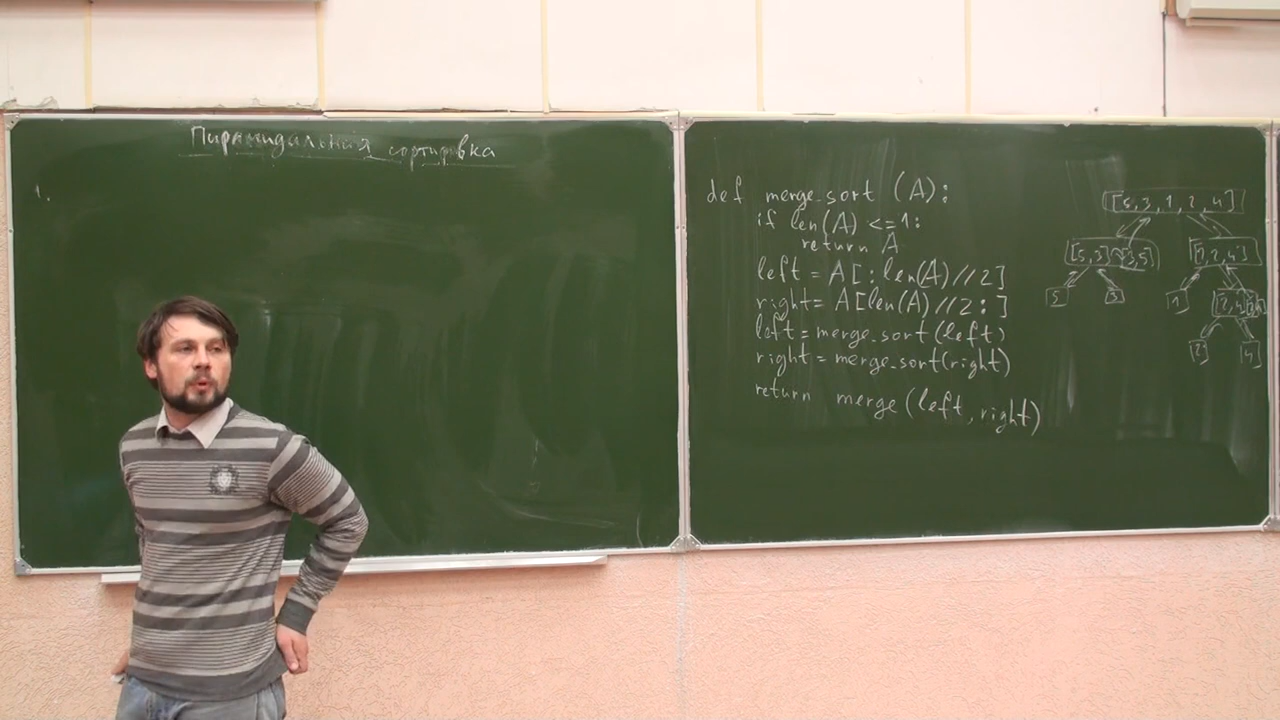 Пирамидальная сортировка
1.
def merge_sort (A):
if len(A) <= 1:
return A
left = A[:len(A)//2]
right = A[len(A)//2:]
left = merge_sort(left)
right = merge_sort(right)
return merge(left, right)
[5, 3, 1, 2, 4]
[5,3] [3,5]
[1,2,4]
5 3 1 [2,4]
2 4